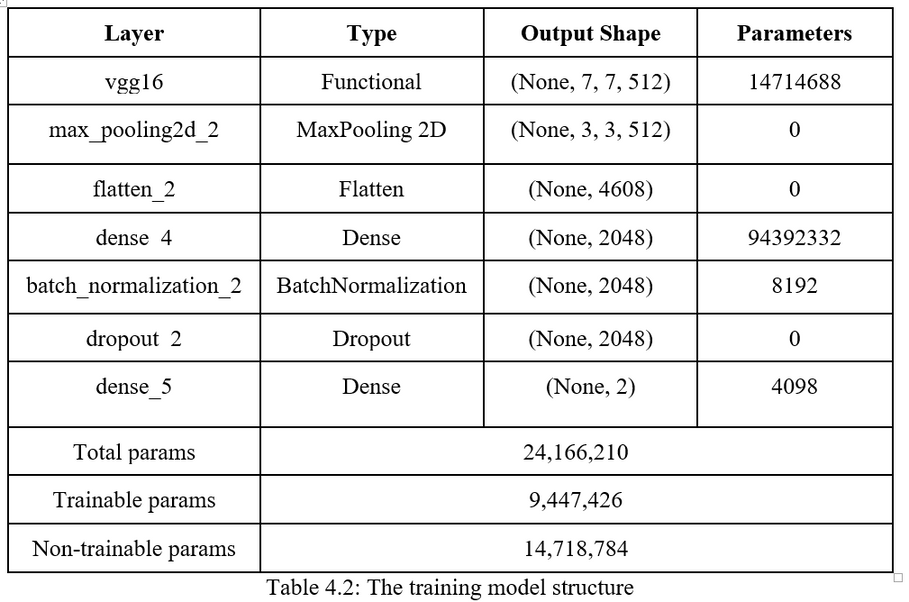 Layer Type Output Shape Parameters
vgg16 Functional (None, 7, 7, 512) 14714688
max_pooling2d_2 MaxPooling 2D (None, 3, 3, 512) 0
flatten_2 Flatten (None, 4608) 0
dense 4 Dense (None, 2048) 94392332
batch_normalization_2 BatchNormalization (None, 2048) 8192
dropout 2 Dropout (None, 2048) 0
dense_5 Dense (None, 2) 4098
Total params 24,166,210
Trainable params 9,447,426
Non-trainable params 14,718,784
Table 4.2: The training model structure